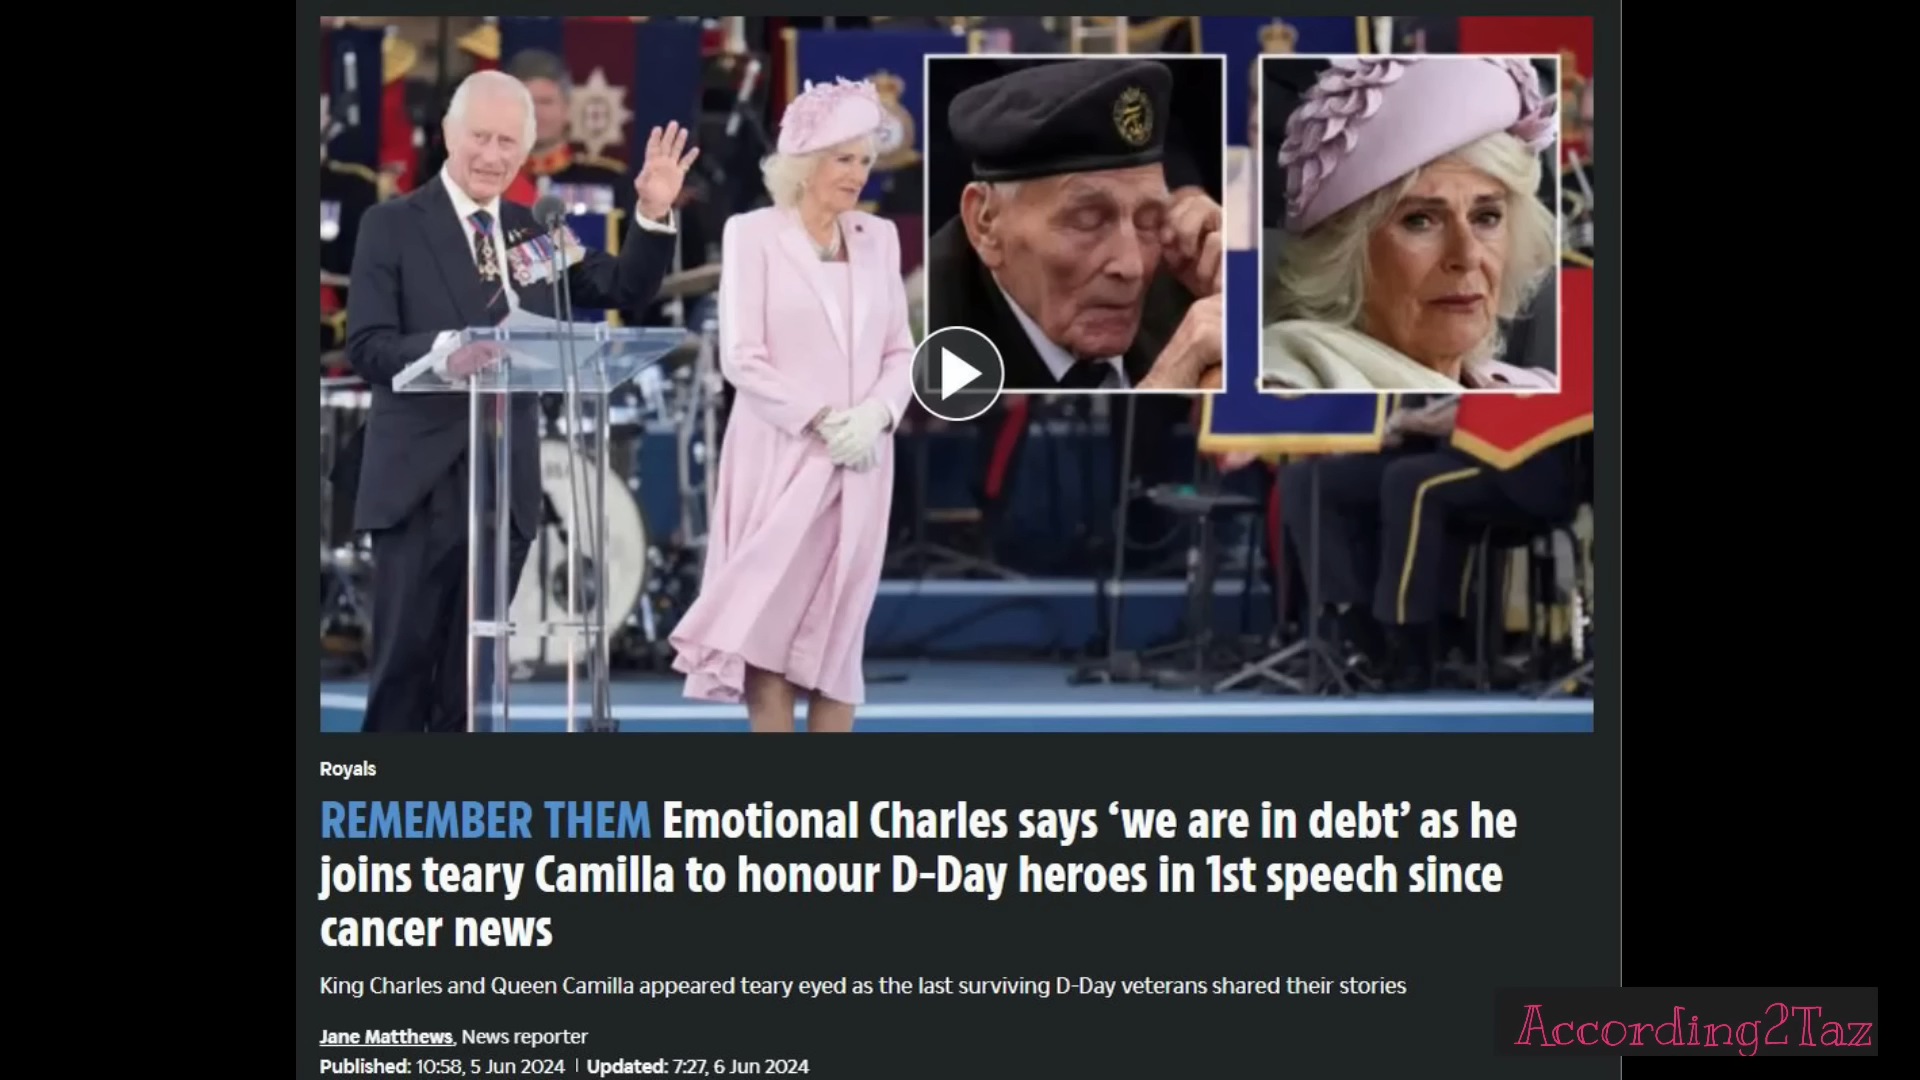 Royals
REMEMBER THEM Emotional Charles says ‘we are in debt’ as he
joins teary Camilla to honour D-Day heroes in 1st speech since
cancer news
King Charles and Queen Camilla appeared teary eyed as the last surviving D-Day veterans shared their stories
Jane Matthews, News reporter
Published: 10:58, 5 Jun 2024 | Updated: 7:27, 6 Jun 2024
According2Taz